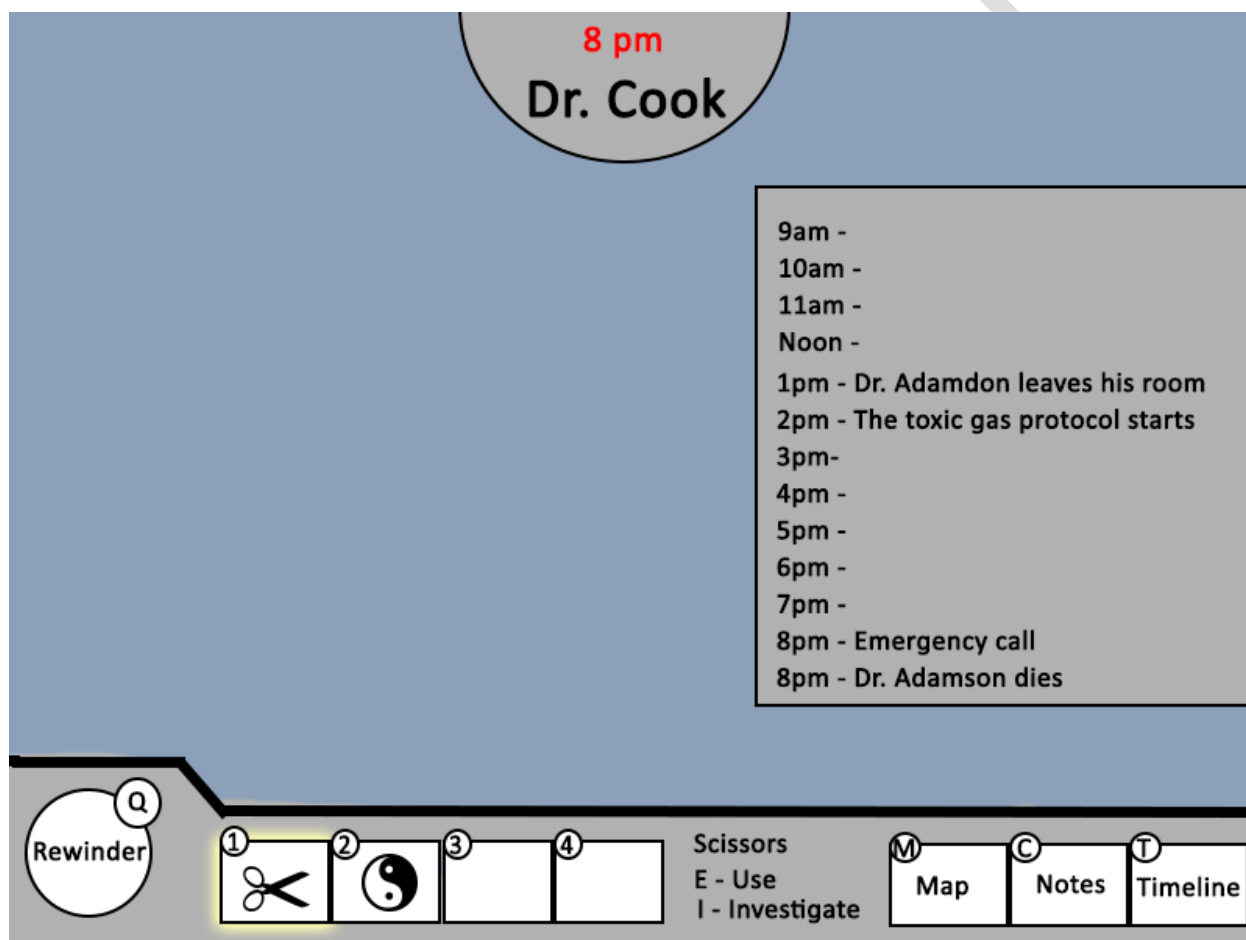 8 pm
Dr. Cook
9am -
10am -
11am -
Noon -
1pm - Dr. Adamdon leaves his room
2pm - The toxic gas protocol starts
3pm-
4pm -
5pm -
6pm -
7pm -
8pm - Emergency call
8pm - Dr. Adamson dies
Q
Rewinder
1
2
3
4
Scissors
E - Use
I - Investigate
M
Map
C
Notes
T
Timeline